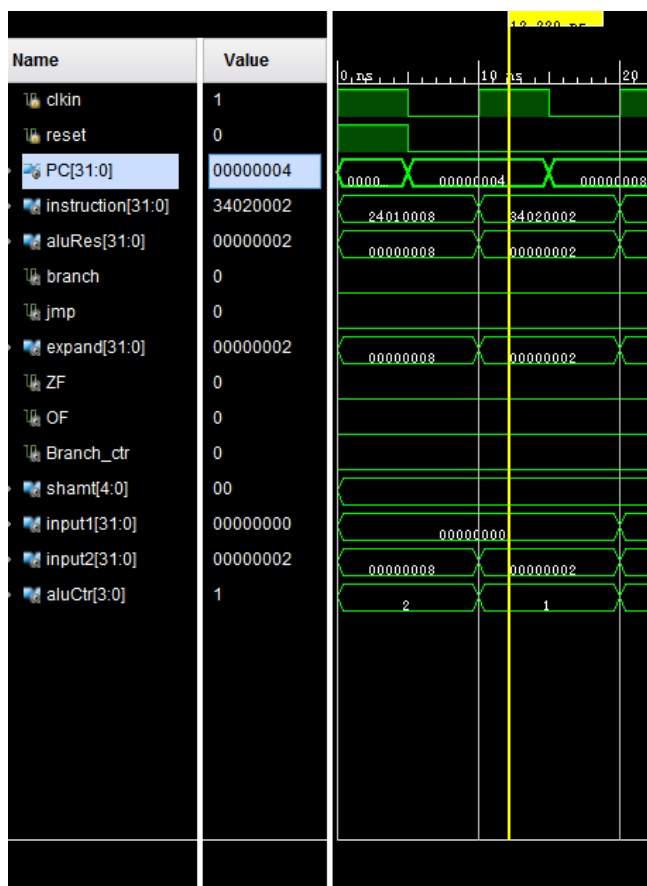 Name Value
0 ns 10 ns 20
clkin 1
reset 0
PC[31:0] 00000004 0000... 00000004 00000008
instruction[31:0] 34020002 24010008 34020002
aluRes[31:0] 00000002 00000008 00000002
branch 0
jmp 0
expand[31:0] 00000002 00000008 00000002
ZF 0
OF 0
Branch_ctr 0
shamt[4:0] 00
input1[31:0] 00000000 00000000
input2[31:0] 00000002 00000008 00000002
aluCtr[3:0] 1 2 1